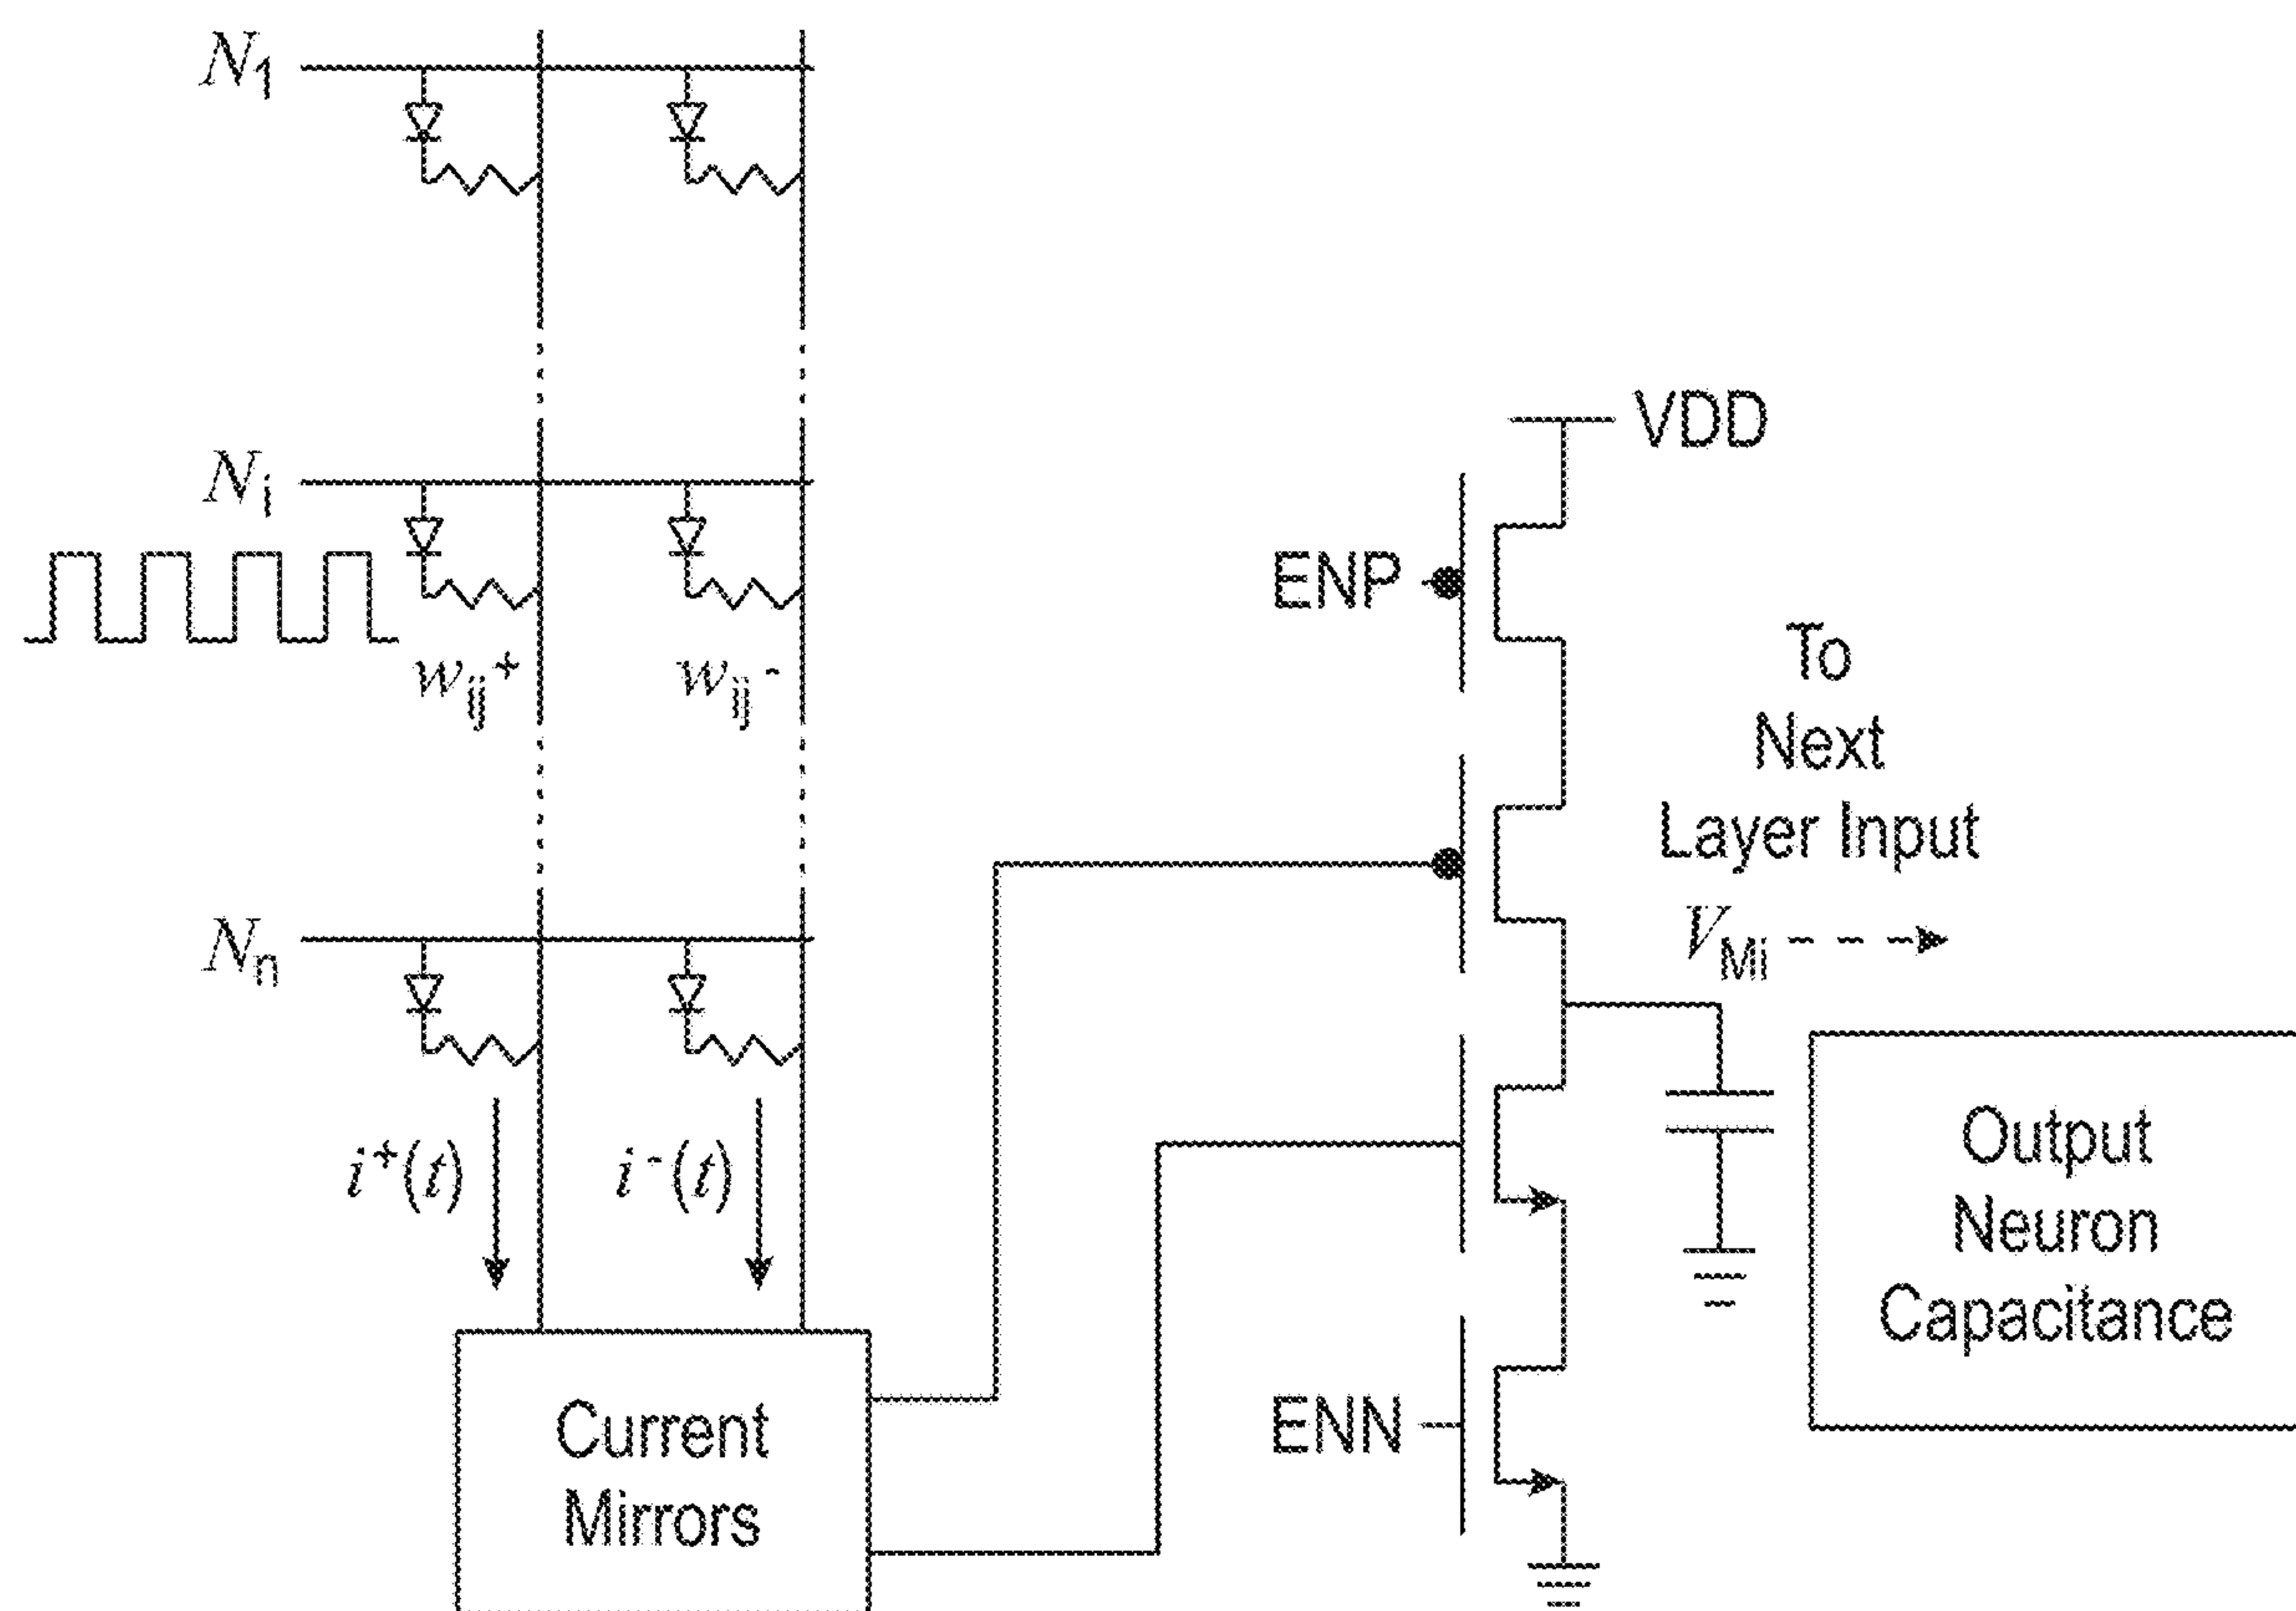 N1
VDD
Ni
ENP
wij+
wij-
To
Next
Layer Input
VMi
Nn
i+(t)
i-(t)
Output
Neuron
Capacitance
Current
Mirrors
ENN